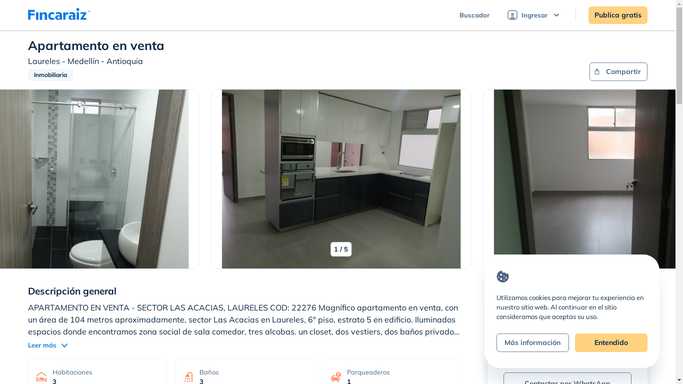 Fincaraiz
Buscador
Ingresar
Publica gratis
Apartamento en venta
Laureles - Medellín - Antioquia
Inmobiliaria
Compartir
1 / 5
Descripción general
APARTAMENTO EN VENTA - SECTOR LAS ACACIAS, LAURELES COD: 22276 Magnífico apartamento en venta, con
un área de 104 metros aproximadamente, sector Las Acacias en Laureles, 6° piso, estrato 5 en edificio. Iluminados
espacios donde encontramos zona social de sala comedor, tres alcobas, un closet, dos vestiers, dos baños privado...
Leer más
Habitaciones
3
Baños
3
Parqueaderos
1
Utilizamos cookies para mejorar tu experiencia en
nuestro sitio web. Al continuar en el sitio
consideramos que aceptas su uso.
Más información
Entendido
Contactar por WhatsApp